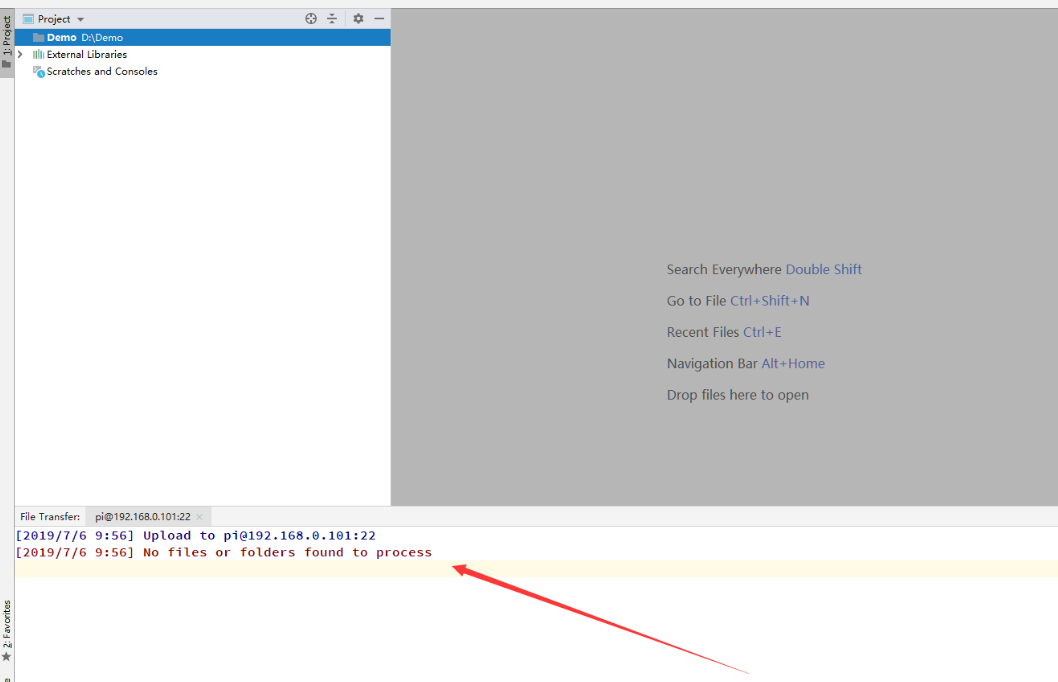 Project
1: Project
Demo D:\Demo
External Libraries
Scratches and Consoles
Search Everywhere Double Shift
Go to File Ctrl+Shift+N
Recent Files Ctrl+E
Navigation Bar Alt+Home
Drop files here to open
File Transfer: pi@192.168.0.101:22
[2019/7/6 9:56] Upload to pi@192.168.0.101:22
[2019/7/6 9:56] No files or folders found to process
2: Favorites